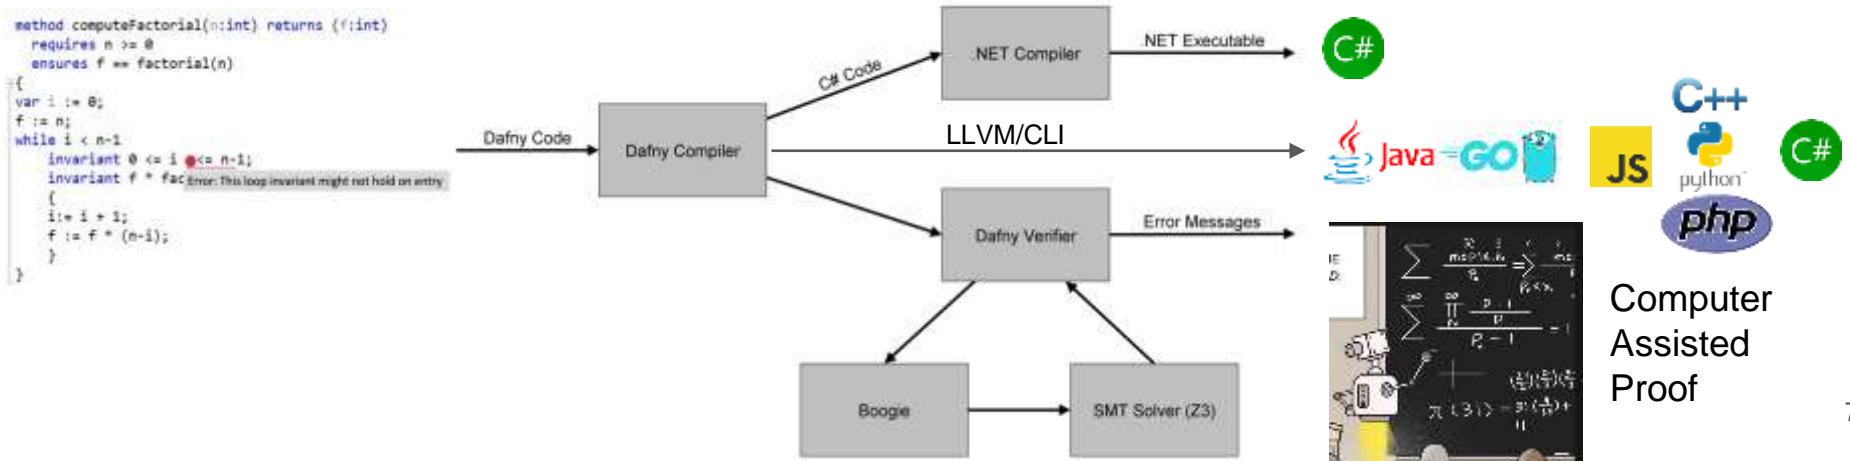 method computeFactorial(n:int) returns (f:int)
requires n >= 0
ensures f == factorial(n)
{
var i := 0;
f := n;
while i < n-1
invariant 0 <= i <= n-1;
invariant f * fac
Error: This loop invariant might not hold on entry
{
i:= i + 1;
f := f * (n-i);
}
}
Dafny Code
Dafny Compiler
C# Code
.NET Compiler
.NET Executable
C#
LLVM/CLI
Java
GO
JS
C++
python
php
C#
Dafny Verifier
Error Messages
Boogie
SMT Solver (Z3)
Computer
Assisted
Proof